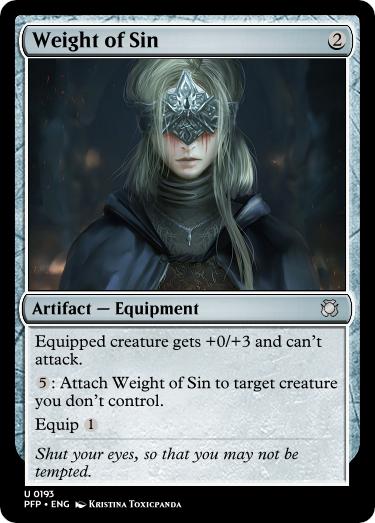 Weight of Sin 2
Artifact — Equipment
Equipped creature gets +0/+3 and can't
attack.
5: Attach Weight of Sin to target creature
you don't control.
Equip 1
Shut your eyes, so that you may not be
tempted.
U 0193
PFP • ENG Kristina Toxicpanda